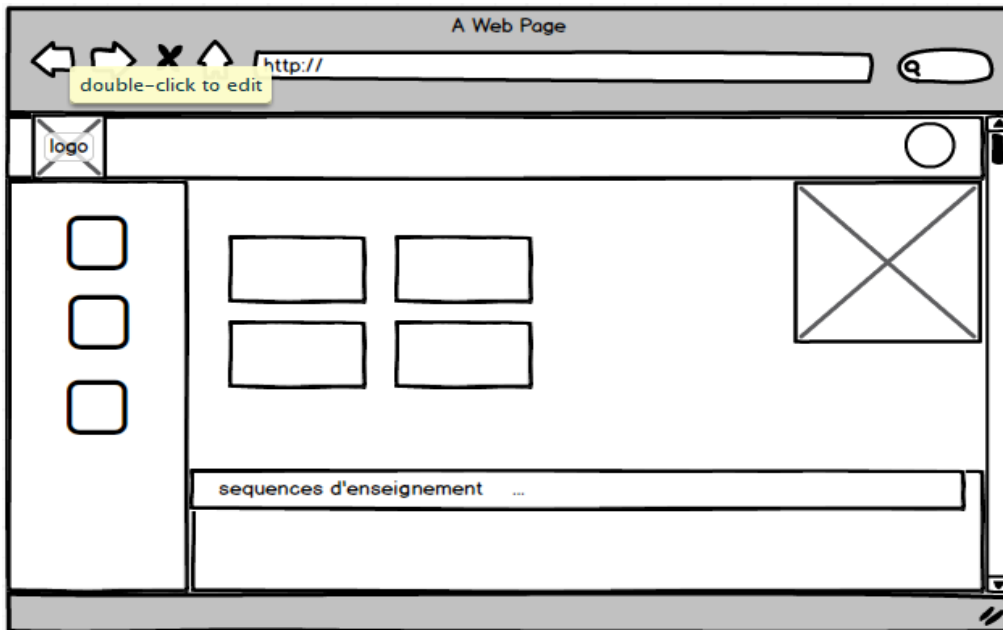 A Web Page
http://
double-click to edit
logo
sequences d'enseignement ...